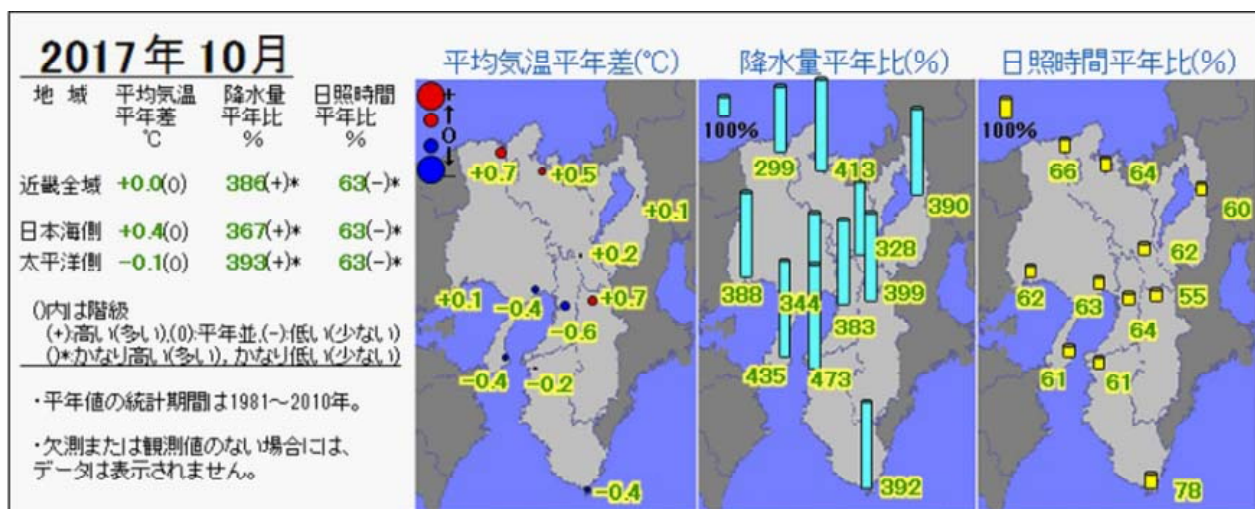 2017年10月
地 域 平均気温 降水量 日照時間
平年差 平年比 平年比
℃ % %
近畿全域 +0.0(0) 386(+)* 63(-)*
日本海側 +0.4(0) 367(+)* 63(-)*
太平洋側 -0.1(0) 393(+)* 63(-)*
()内は階級
(+):高い(多い),(0):平年並,(-):低い(少ない)
()*かなり高い(多い),かなり低い(少ない)
・平年値の統計期間は1981～2010年。
・欠測または観測値のない場合には、
データは表示されません。
平均気温平年差(℃)
+
↑
0
↓
-
+0.7
+0.5
+0.1
+0.2
+0.1
-0.4
+0.7
-0.6
-0.4
-0.2
-0.4
降水量平年比(%)
100%
299
413
390
328
388
344
399
383
435
473
392
日照時間平年比(%)
100%
66
64
60
62
62
63
55
64
61
61
78